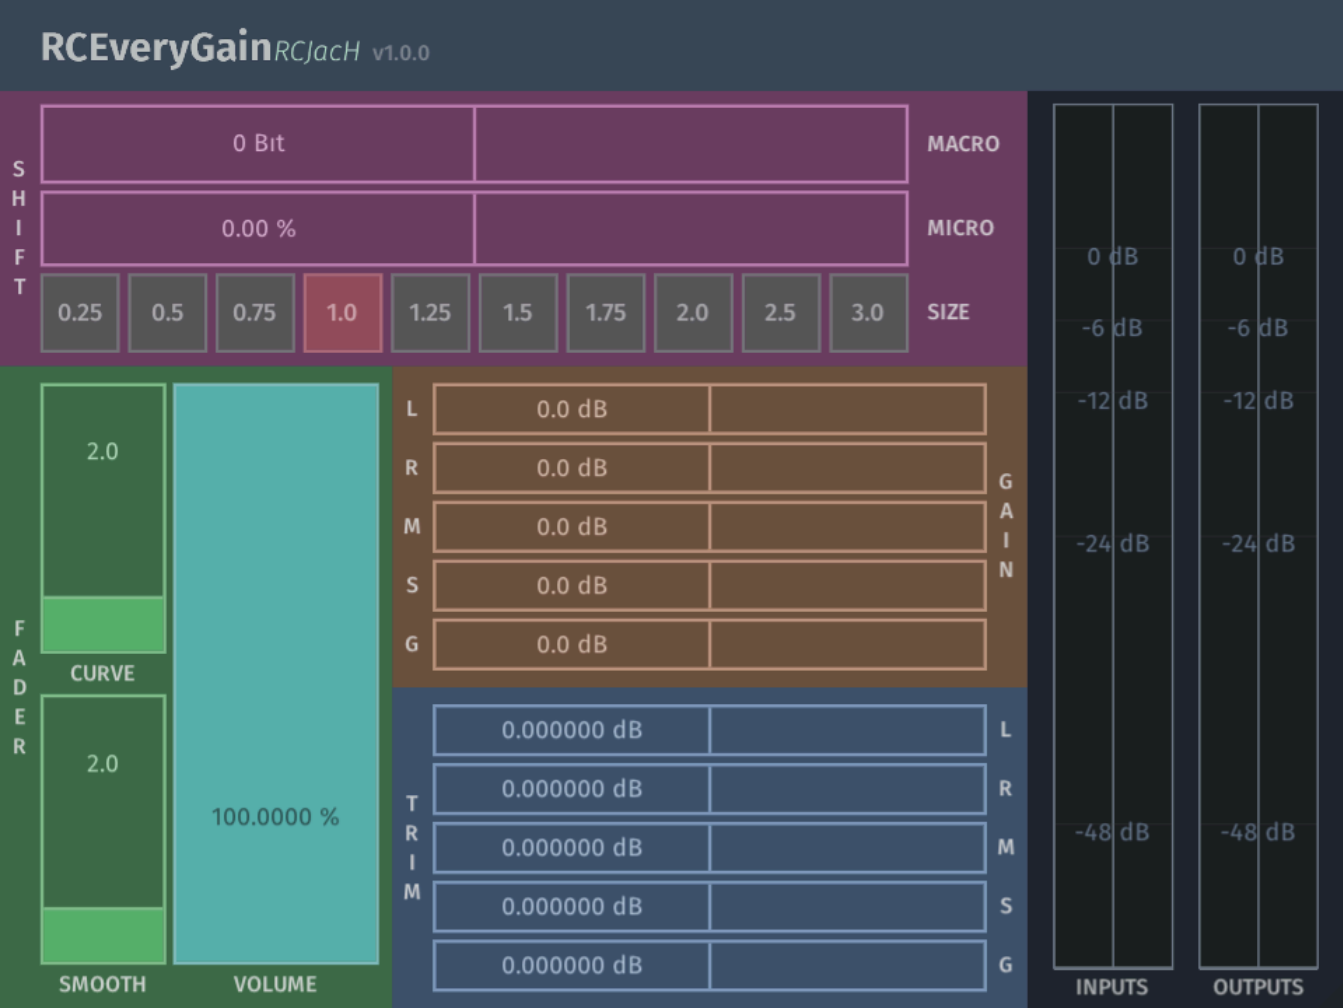 RCEveryGain RCJacH v1.0.0
SHIFT
0 Bit
MACRO
0.00 %
MICRO
0.25 0.5 0.75 1.0 1.25 1.5 1.75 2.0 2.5 3.0
SIZE
FADER
2.0
CURVE
2.0
SMOOTH
100.0000 %
VOLUME
GAIN
L 0.0 dB
R 0.0 dB
M 0.0 dB
S 0.0 dB
G 0.0 dB
TRIM
0.000000 dB L
0.000000 dB R
0.000000 dB M
0.000000 dB S
0.000000 dB G
0 dB
-6 dB
-12 dB
-24 dB
-48 dB
INPUTS
0 dB
-6 dB
-12 dB
-24 dB
-48 dB
OUTPUTS